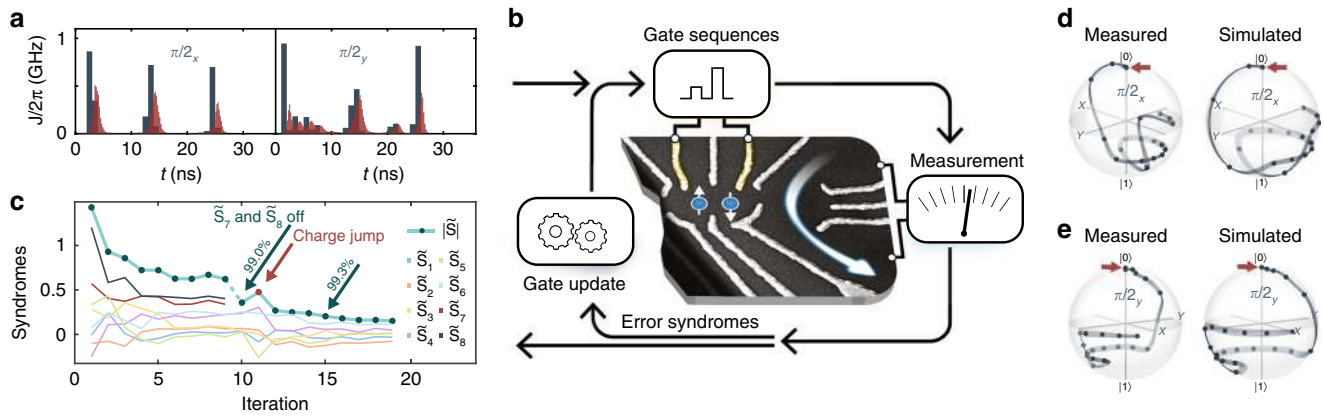 a
J/2π (GHz)
1
0
π/2x
π/2y
0 10 20 30
0 10 20 30
t (ns)
t (ns)
b
Gate sequences
Measurement
Gate update
Error syndromes
c
Syndromes
1
0.5
0
S̃7 and S̃8 off
Charge jump
99.0%
99.3%
|S̃|
S̃1 S̃5
S̃2 S̃6
S̃3 S̃7
S̃4 S̃8
0 5 10 15 20
Iteration
d
Measured Simulated
|0⟩ |0⟩
π/2x π/2x
X X
Y Y
|1⟩ |1⟩
e
Measured Simulated
|0⟩ |0⟩
π/2y π/2y
Y Y
X X
|1⟩ |1⟩